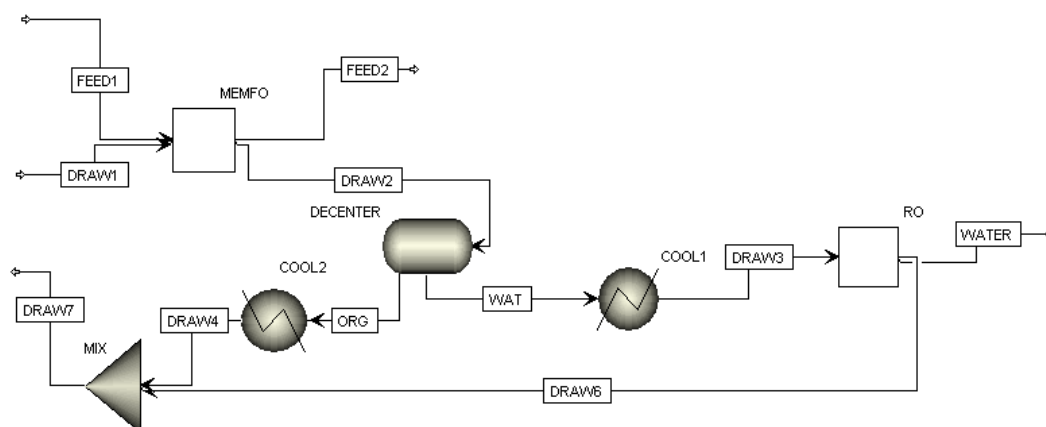 FEED1
FEED2
MEMFO
DRAW1
DRAW2
DECENTER
RO
WATER
COOL2
COOL1
DRAW3
WAT
DRAW7
DRAW4
ORG
MIX
DRAW6